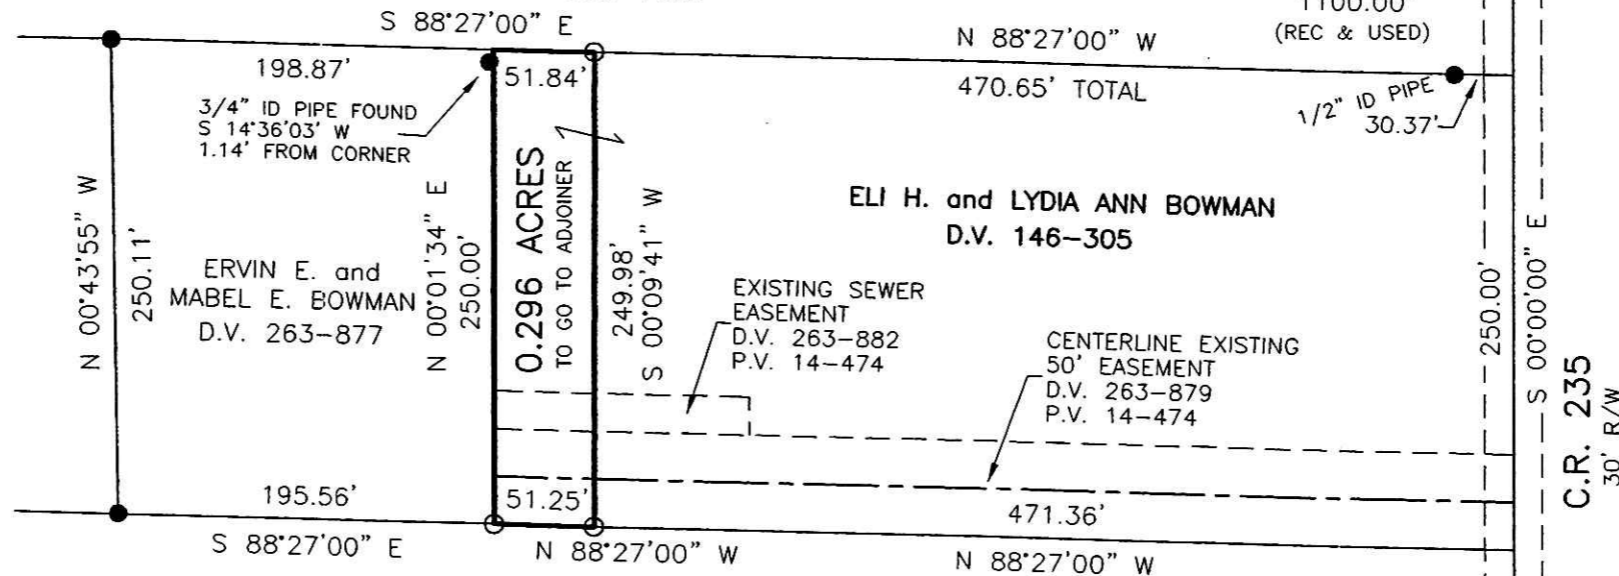 S 88°27'00" E
198.87'
51.84'
N 88°27'00" W
470.65' TOTAL
1100.00'
(REC & USED)
1/2" ID PIPE
30.37'
3/4" ID PIPE FOUND
S 14°36'03' W
1.14' FROM CORNER
N 00°43'55" W
250.11'
ERVIN E. and
MABEL E. BOWMAN
D.V. 263-877
N 00°01'34" E
250.00'
0.296 ACRES
TO GO TO ADJOINER
249.98'
S 00°09'41" W
ELI H. and LYDIA ANN BOWMAN
D.V. 146-305
EXISTING SEWER
EASEMENT
D.V. 263-882
P.V. 14-474
CENTERLINE EXISTING
50' EASEMENT
D.V. 263-879
P.V. 14-474
250.00'
S 00°00'00" E
C.R. 235
30' R/W
195.56'
51.25'
471.36'
S 88°27'00" E
N 88°27'00" W
N 88°27'00" W